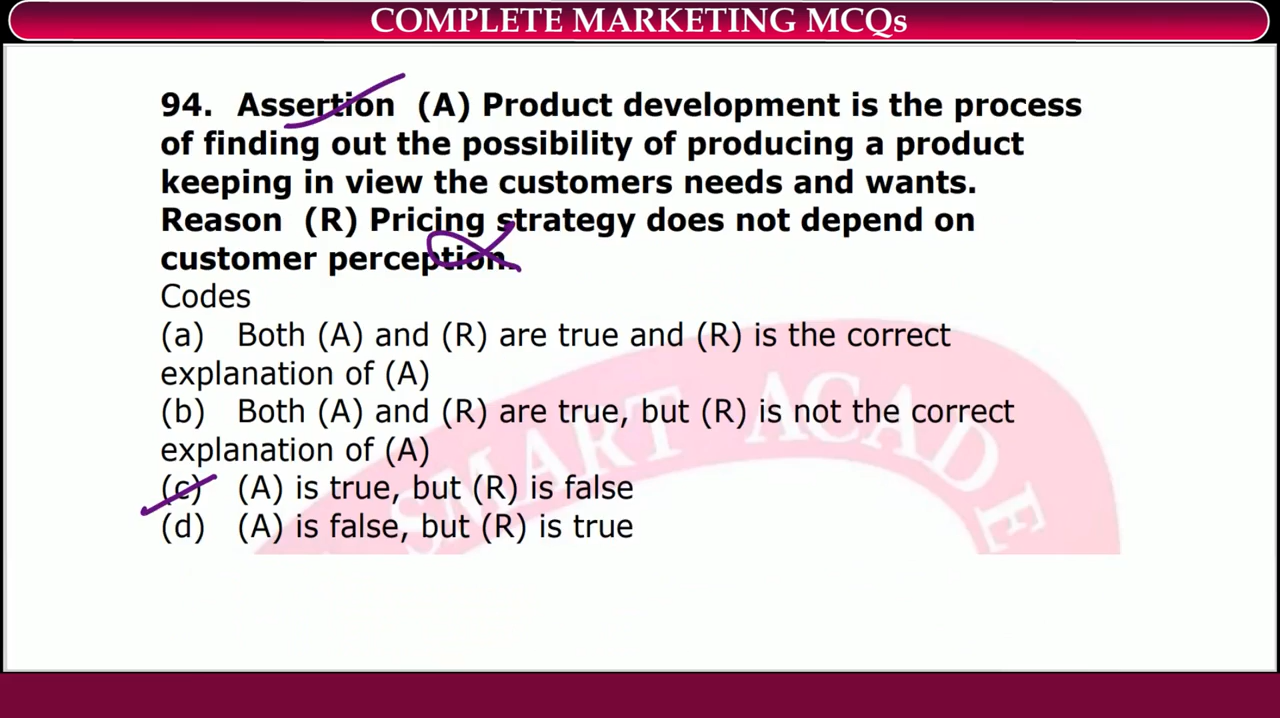 COMPLETE MARKETING MCQs
94. Assertion (A) Product development is the process
of finding out the possibility of producing a product
keeping in view the customers needs and wants.
Reason (R) Pricing strategy does not depend on
customer perception.
Codes
(a) Both (A) and (R) are true and (R) is the correct
explanation of (A)
(b) Both (A) and (R) are true, but (R) is not the correct
explanation of (A)
(c) (A) is true, but (R) is false
(d) (A) is false, but (R) is true
SMART ACADE